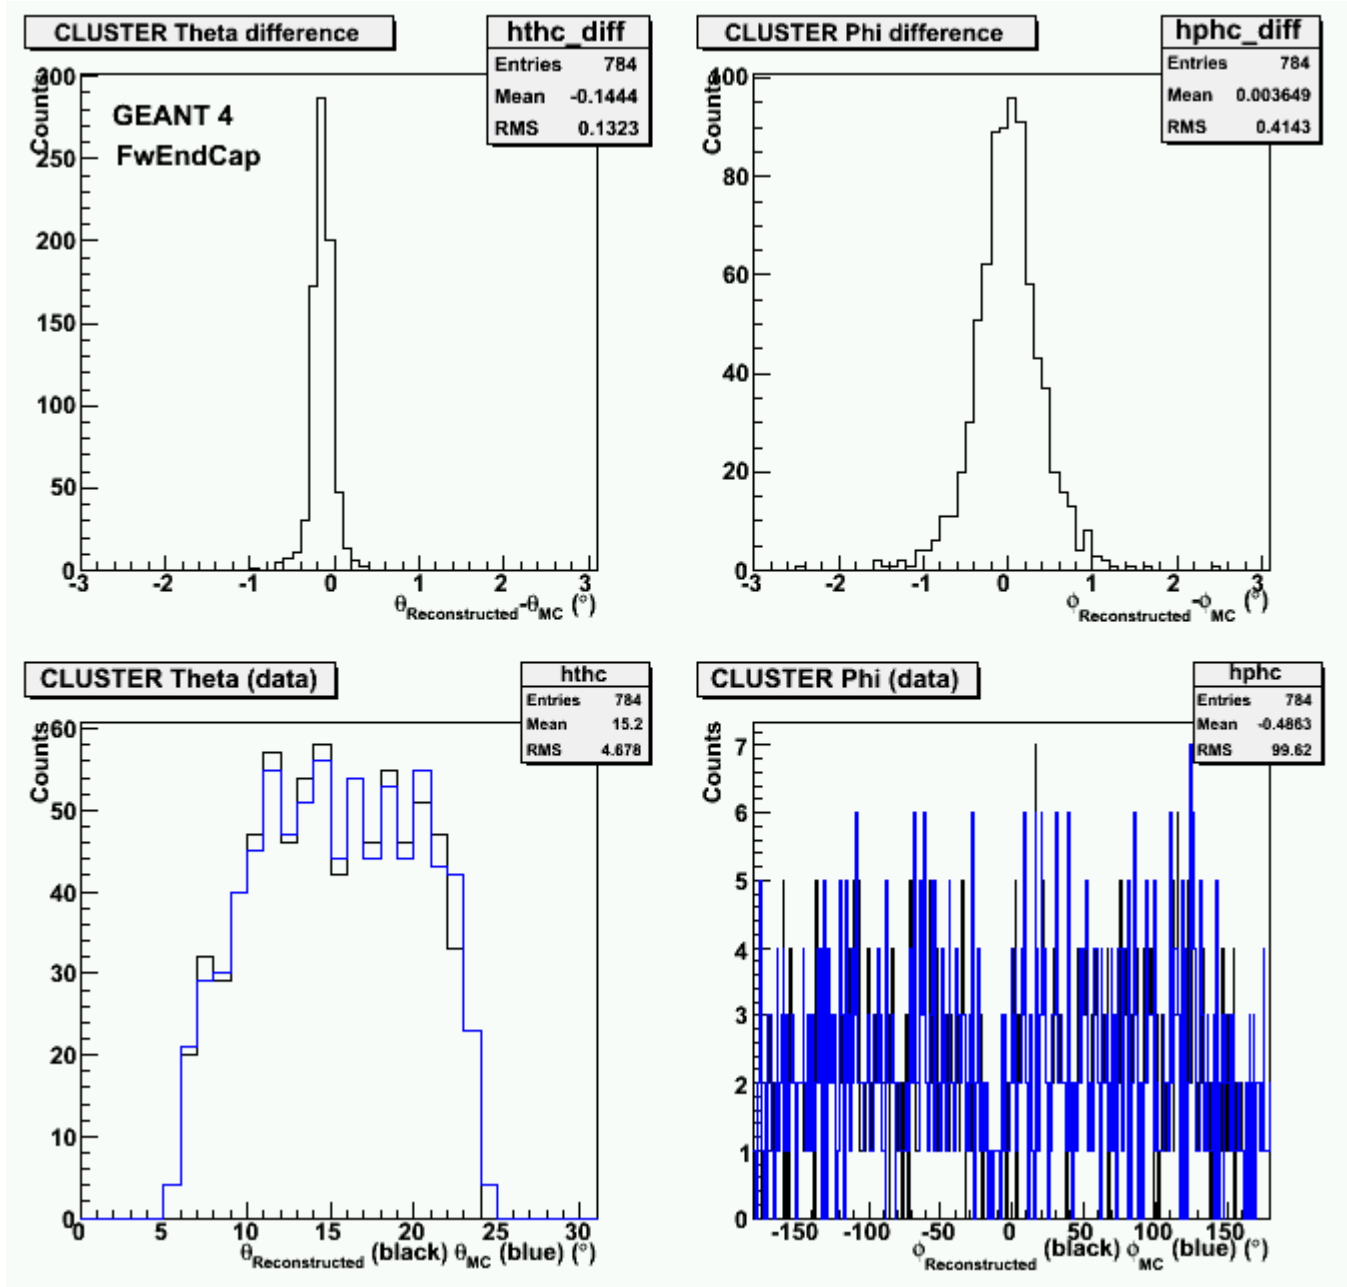 CLUSTER Theta difference
hthc_diff
Entries 784
Mean -0.1444
RMS 0.1323
GEANT 4
FwEndCap
Counts
300
250
200
150
100
50
0
-3 -2 -1 0 1 2 3
θReconstructed-θMC (°)
CLUSTER Phi difference
hphc_diff
Entries 784
Mean 0.003649
RMS 0.4143
Counts
100
80
60
40
20
0
-3 -2 -1 0 1 2 3
ϕReconstructed-ϕMC (°)
CLUSTER Theta (data)
hthc
Entries 784
Mean 15.2
RMS 4.678
Counts
60
50
40
30
20
10
0
0 5 10 15 20 25 30
θReconstructed (black) θMC (blue) (°)
CLUSTER Phi (data)
hphc
Entries 784
Mean -0.4863
RMS 99.62
Counts
7
6
5
4
3
2
1
0
-150 -100 -50 0 50 100 150
ϕReconstructed (black) ϕMC (blue) (°)